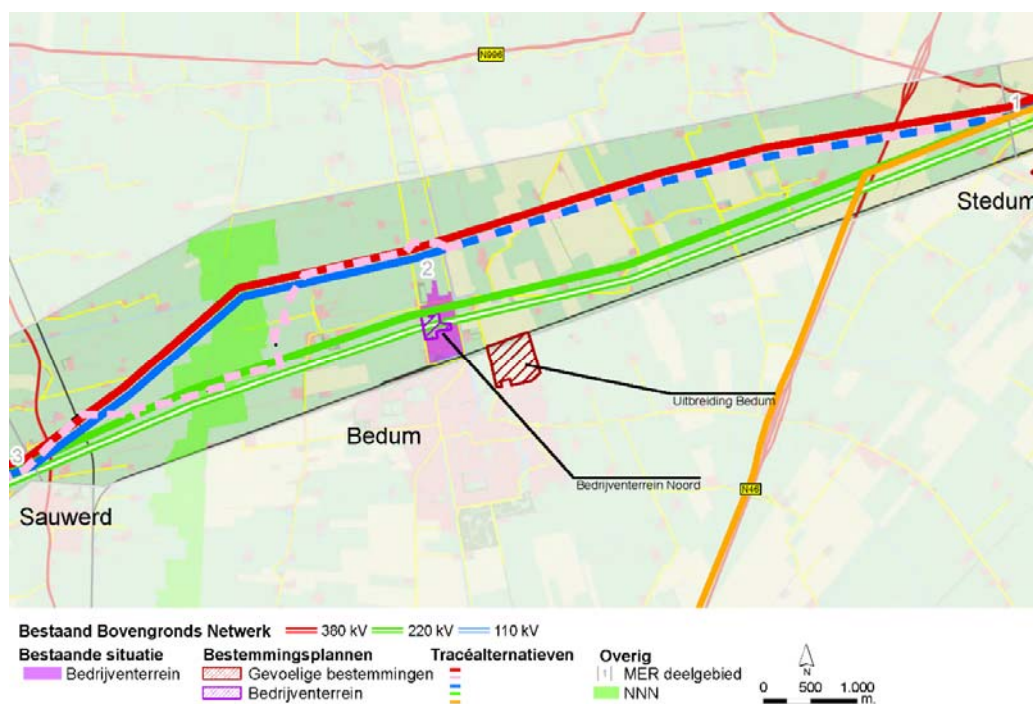 N996
1
Stedum
2
Uitbreiding Bedum
Bedum
3
Bedrijventerrein Noord
N46
Sauwerd
Bestaand Bovengronds Netwerk 380 kV 220 kV 110 kV
Bestaande situatie Bestemmingsplannen Tracéalternatieven Overig
Bedrijventerrein Gevoelige bestemmingen MER deelgebied
Bedrijventerrein NNN
N
0 500 1.000
m.